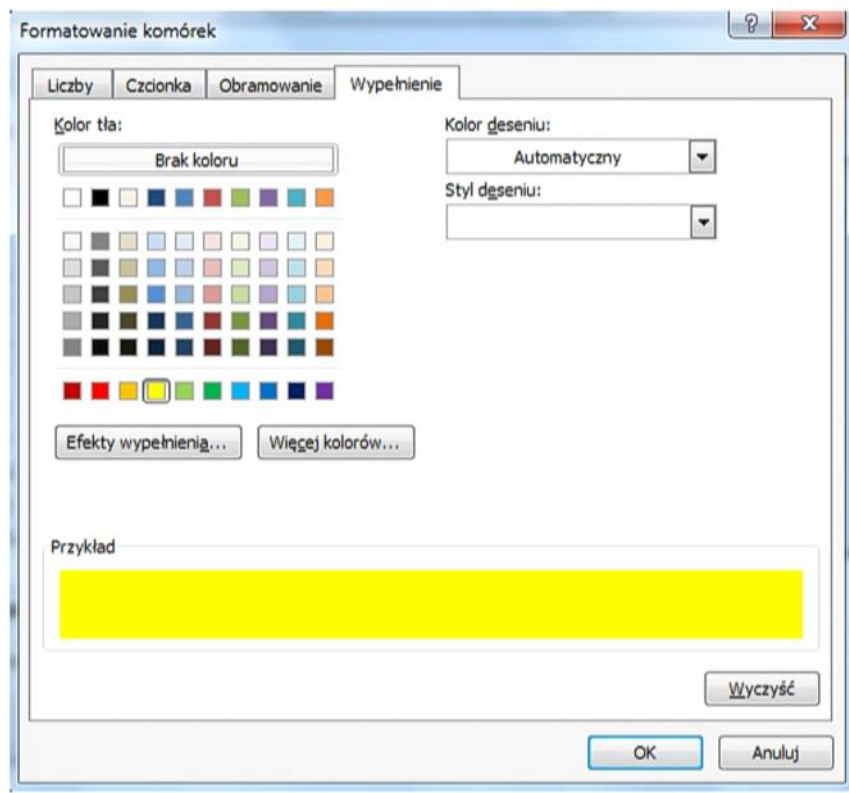 Formatowanie komórek
Liczby Czcionka Obramowanie Wypełnienie
Kolor tła:
Brak koloru
Kolor deseniu:
Automatyczny
Styl deseniu:
Efekty wypełnienia... Więcej kolorów...
Przykład
Wyczyść
OK Anuluj